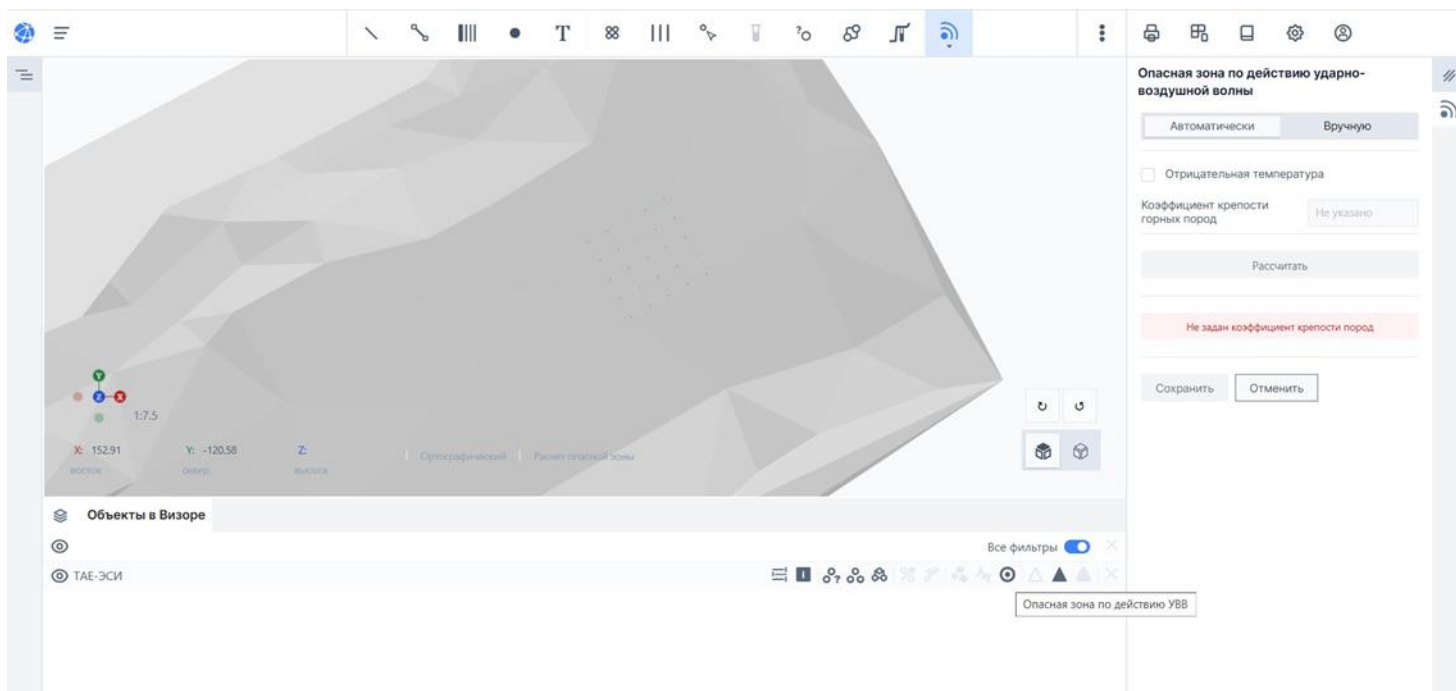 T
?
Опасная зона по действию ударно-
воздушной волны
Автоматически
Вручную
Отрицательная температура
Коэффициент крепости
горных пород
Не указано
Рассчитать
Не задан коэффициент крепости пород
Сохранить
Отменить
Y
Z
X
1:7.5
X: 152.91
Y: -120.58
Z:
восток
север
высота
Ортографический
Расчет опасной зоны
Объекты в Визоре
Все фильтры
ТАЕ-ЭСИ
Опасная зона по действию УВВ